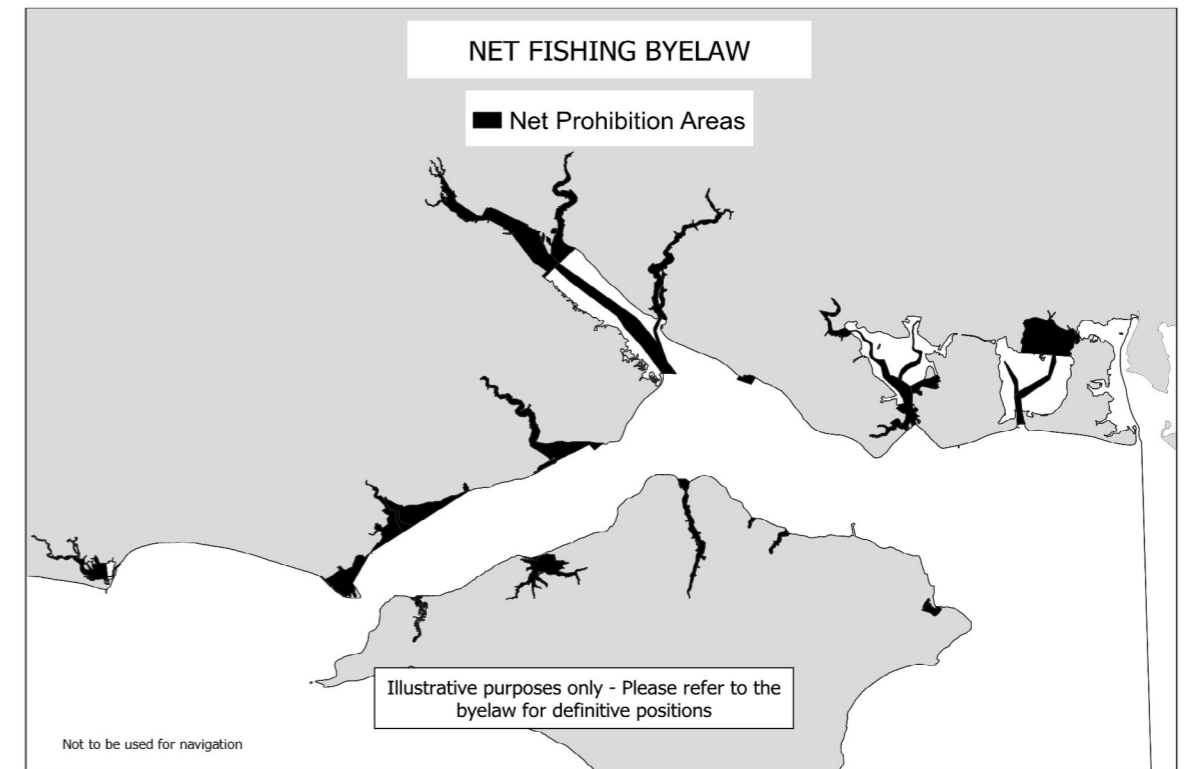 NET FISHING BYELAW
Net Prohibition Areas
Illustrative purposes only - Please refer to the
byelaw for definitive positions
Not to be used for navigation